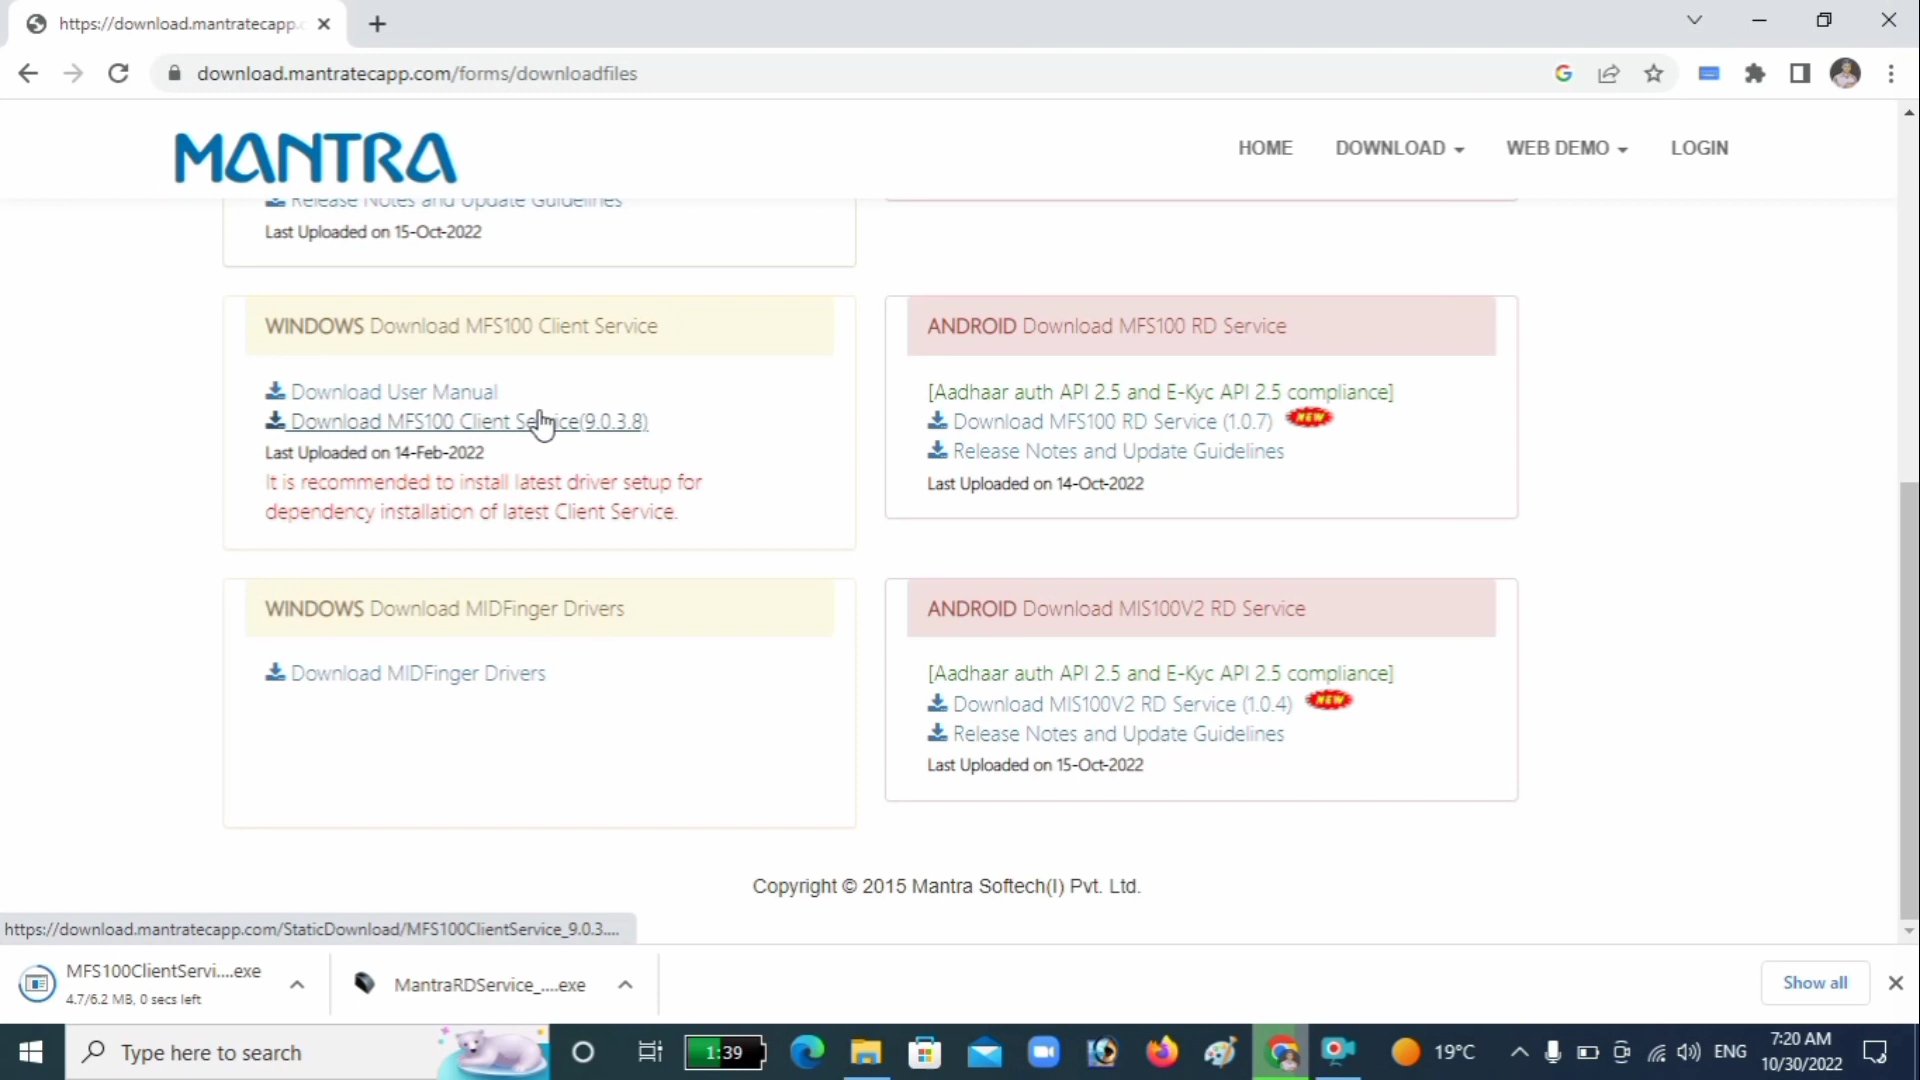 https://download.mantratecapp.c
download.mantratecapp.com/forms/downloadfiles
MANTRA
HOME
DOWNLOAD
WEB DEMO
LOGIN
Release Notes and Update Guidelines
Last Uploaded on 15-Oct-2022
WINDOWS Download MFS100 Client Service
Download User Manual
Download MFS100 Client Service(9.0.3.8)
Last Uploaded on 14-Feb-2022
It is recommended to install latest driver setup for
dependency installation of latest Client Service.
ANDROID Download MFS100 RD Service
[Aadhaar auth API 2.5 and E-Kyc API 2.5 compliance]
Download MFS100 RD Service (1.0.7) NEW
Release Notes and Update Guidelines
Last Uploaded on 14-Oct-2022
WINDOWS Download MIDFinger Drivers
Download MIDFinger Drivers
ANDROID Download MIS100V2 RD Service
[Aadhaar auth API 2.5 and E-Kyc API 2.5 compliance]
Download MIS100V2 RD Service (1.0.4) NEW
Release Notes and Update Guidelines
Last Uploaded on 15-Oct-2022
Copyright © 2015 Mantra Softech(I) Pvt. Ltd.
https://download.mantratecapp.com/StaticDownload/MFS100ClientService_9.0.3....
MFS100ClientServi....exe
4.7/6.2 MB, 0 secs left
MantraRDService_....exe
Show all
Type here to search
1:39
19°C
ENG
7:20 AM
10/30/2022